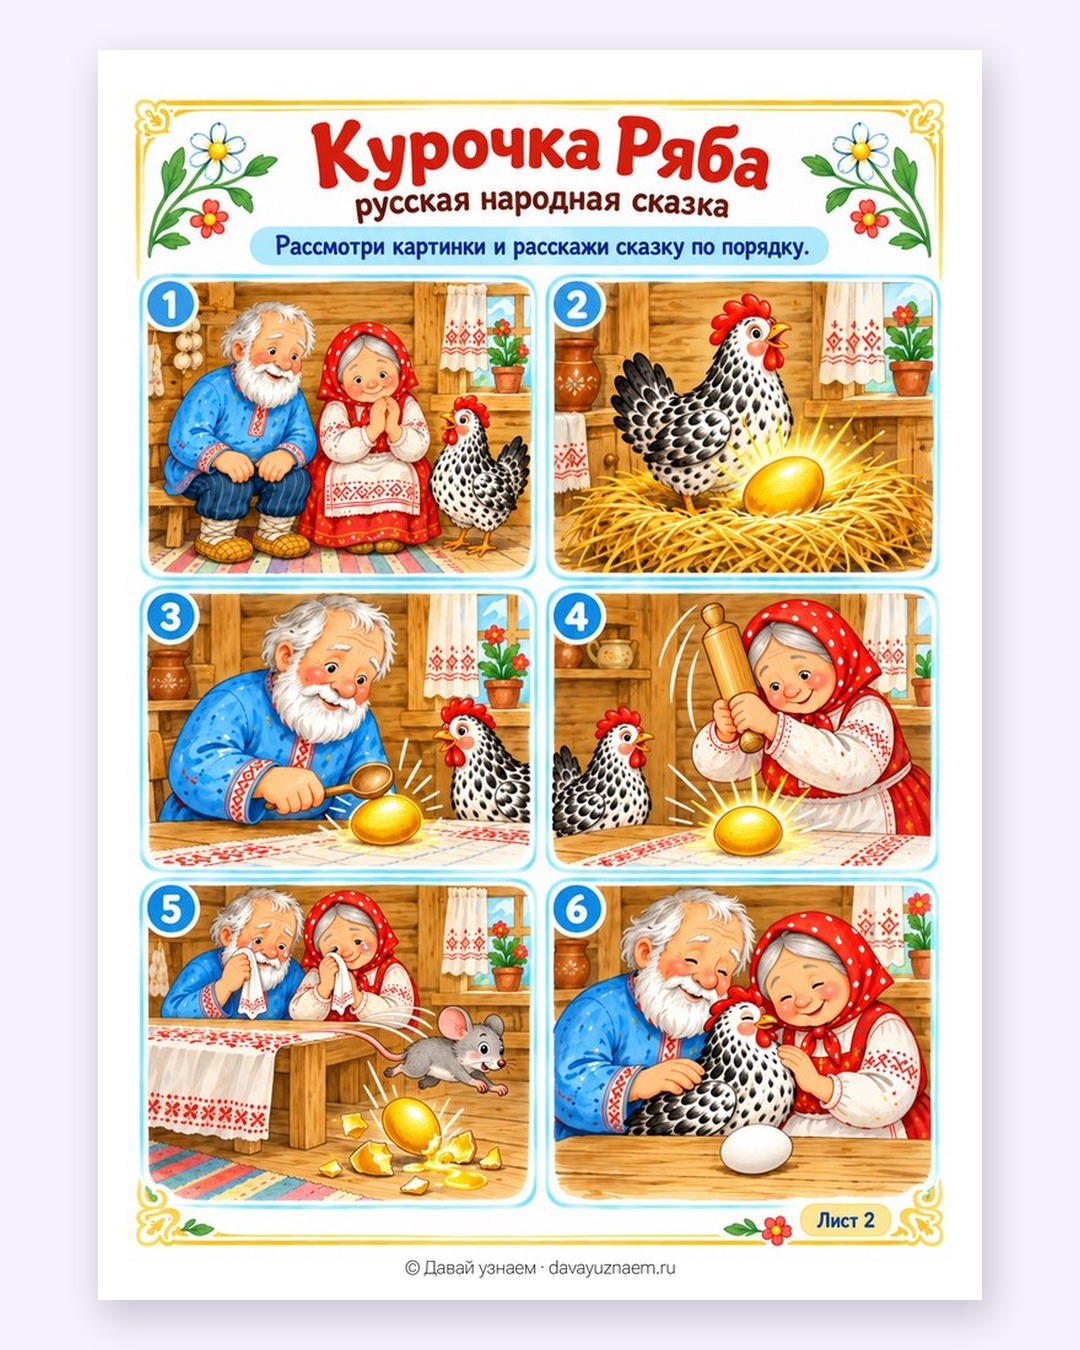 Курочка Ряба
русская народная сказка
Рассмотри картинки и расскажи сказку по порядку.
1
2
3
4
5
6
Лист 2
© Давай узнаем · davayuznaem.ru